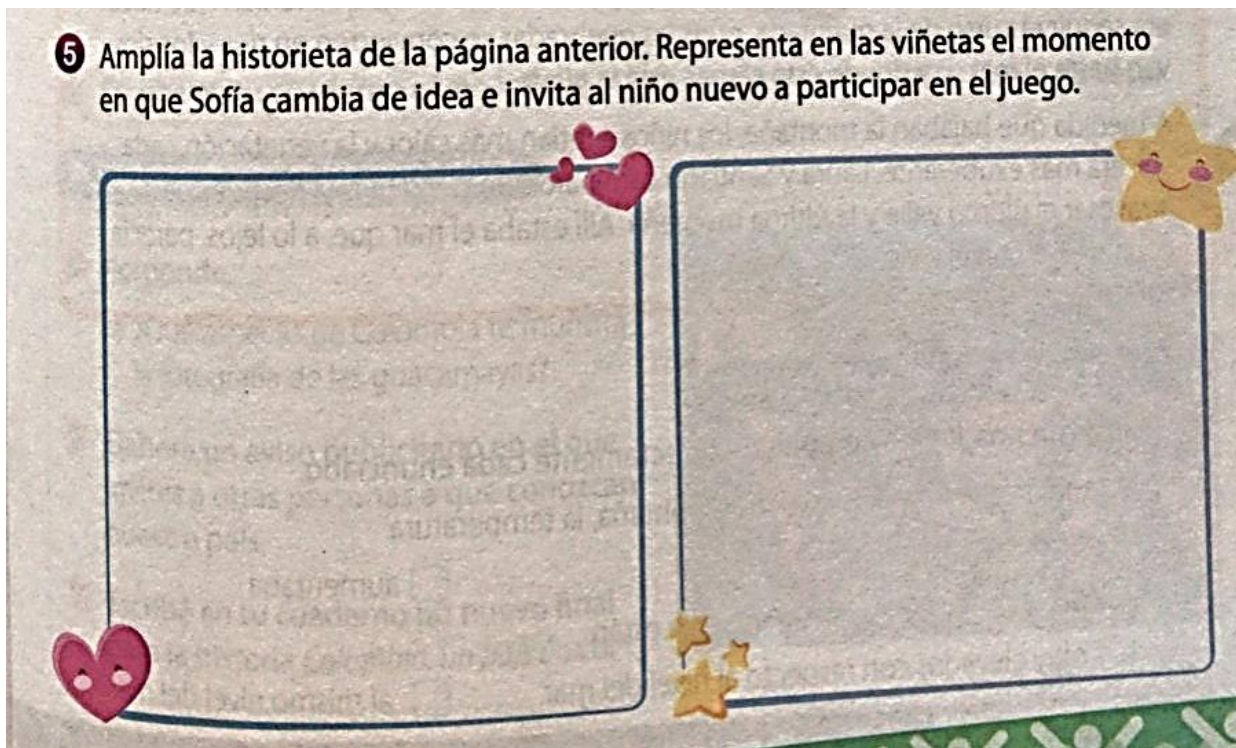 5 Amplía la historieta de la página anterior. Representa en las viñetas el momento
en que Sofía cambia de idea e invita al niño nuevo a participar en el juego.